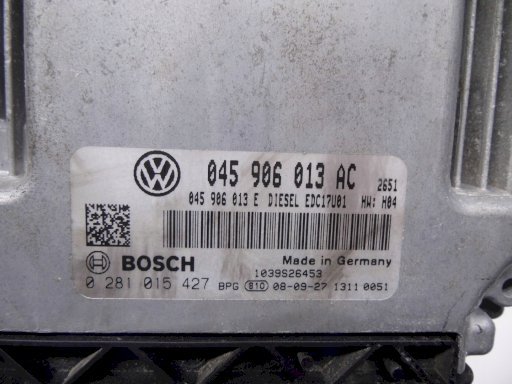 045 906 013 AC 2651
045 906 013 E DIESEL EDC17U01 HW: H04
Made in Germany
BOSCH 1039S26453
0 281 015 427 BPG 810 08-09-27 1311 0051